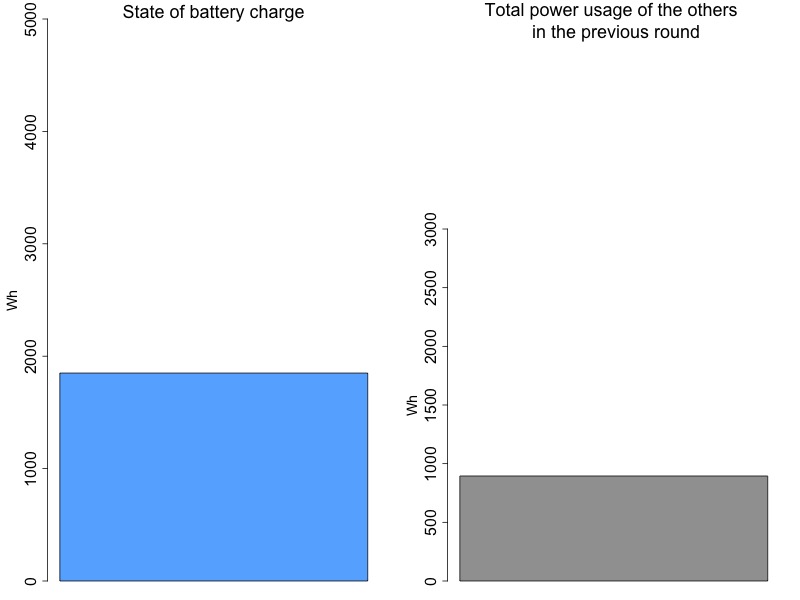 State of battery charge
Wh
5000
4000
3000
2000
1000
0
Total power usage of the others
in the previous round
Wh
3000
2500
2000
1500
1000
500
0